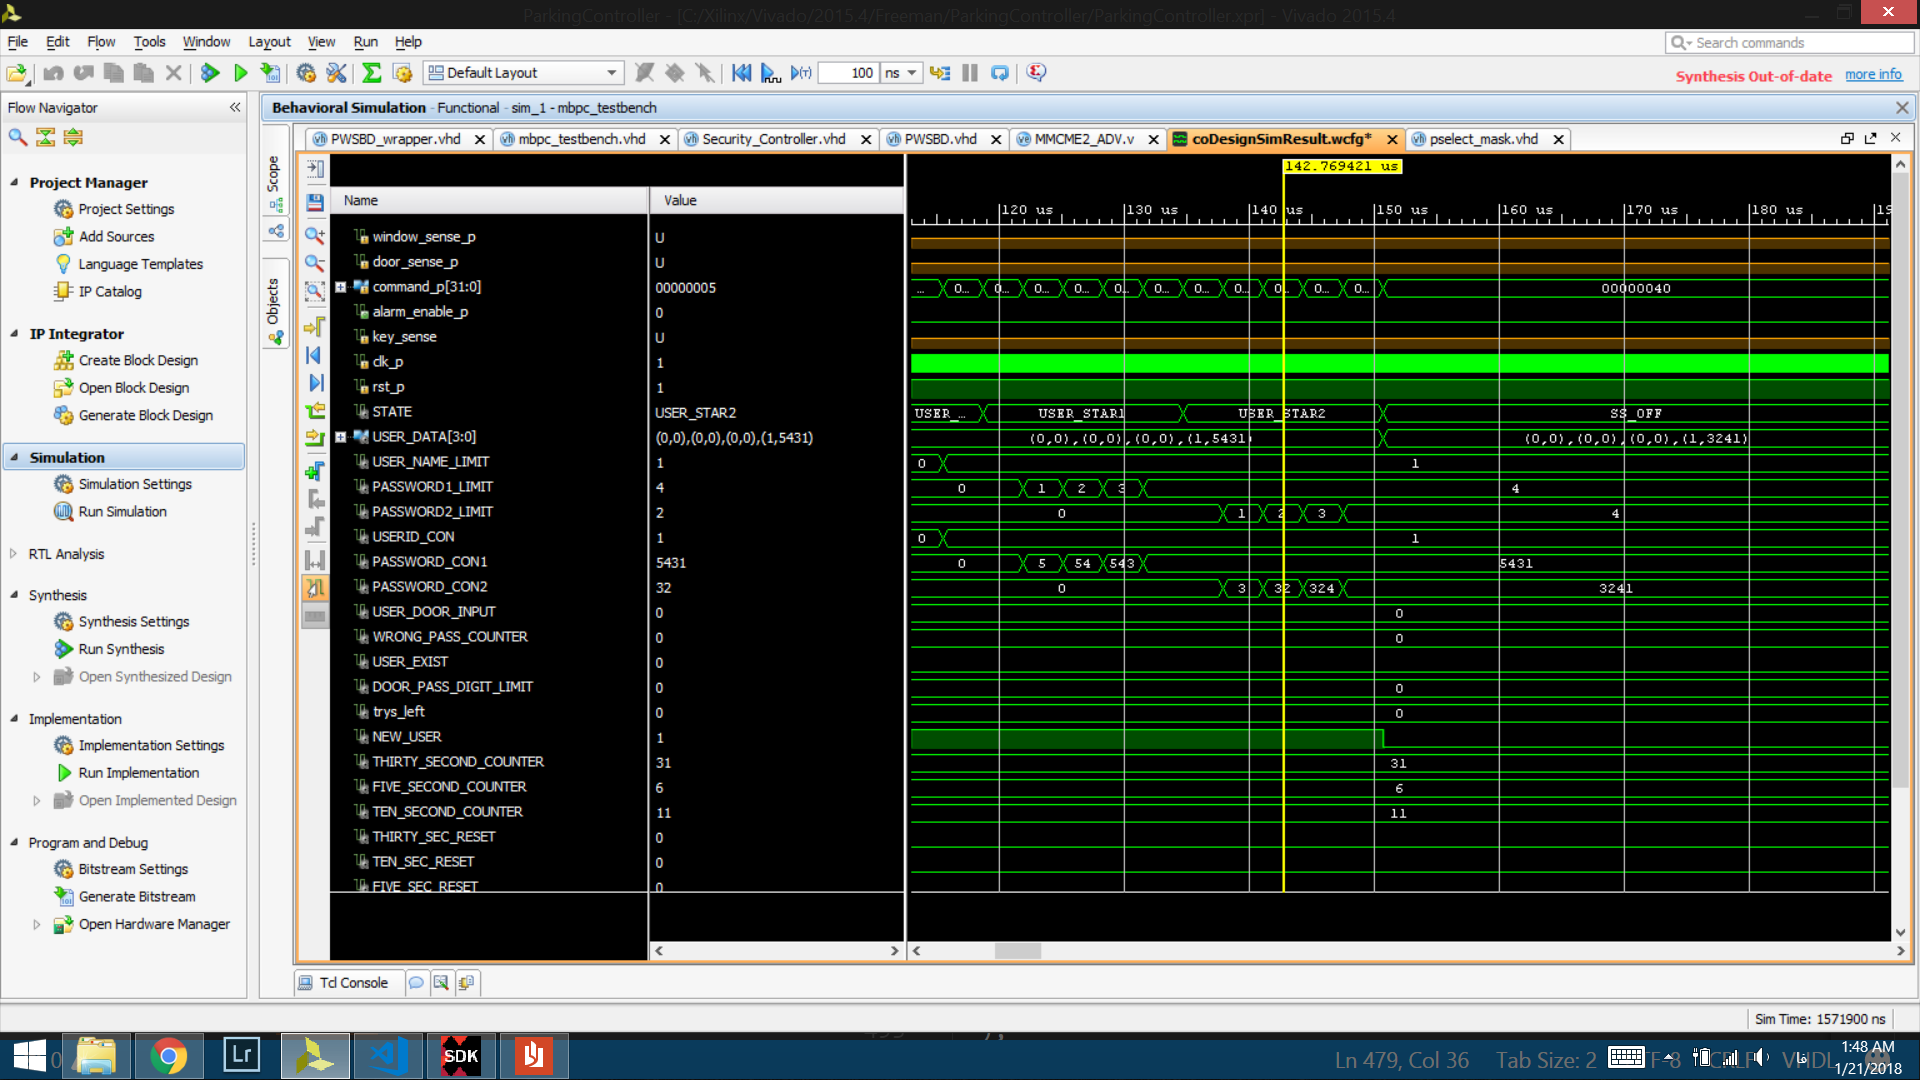 ParkingController - [C:/Xilinx/Vivado/2015.4/Freeman/ParkingController/ParkingController.xpr] - Vivado 2015.4
File Edit Flow Tools Window Layout View Run Help
Search commands
Default Layout
100 ns
Synthesis Out-of-date more info
Flow Navigator
Behavioral Simulation - Functional - sim_1 - mbpc_testbench
PWSBD_wrapper.vhd mbpc_testbench.vhd Security_Controller.vhd PWSBD.vhd MMCME2_ADV.v coDesignSimResult.wcfg* pselect_mask.vhd
Project Manager
Project Settings
Add Sources
Language Templates
IP Catalog
IP Integrator
Create Block Design
Open Block Design
Generate Block Design
Simulation
Simulation Settings
Run Simulation
RTL Analysis
Synthesis
Synthesis Settings
Run Synthesis
Open Synthesized Design
Implementation
Implementation Settings
Run Implementation
Open Implemented Design
Program and Debug
Bitstream Settings
Generate Bitstream
Open Hardware Manager
Scope
Objects
142.769421 us
Name Value
120 us 130 us 140 us 150 us 160 us 170 us 180 us 19
window_sense_p U
door_sense_p U
command_p[31:0] 00000005 ... 0... 0... 0... 0... 0... 0... 0... 0... 0... 0... 0... 00000040
alarm_enable_p 0
key_sense U
clk_p 1
rst_p 1
STATE USER_STAR2 USER_... USER_STAR1 USER_STAR2 SS_OFF
USER_DATA[3:0] (0,0),(0,0),(0,0),(1,5431) (0,0),(0,0),(0,0),(1,5431) (0,0),(0,0),(0,0),(1,3241)
USER_NAME_LIMIT 1 0 1
PASSWORD1_LIMIT 4 0 1 2 3 4
PASSWORD2_LIMIT 2 0 1 2 3 4
USERID_CON 1 0 1
PASSWORD_CON1 5431 0 5 54 543 5431
PASSWORD_CON2 32 0 3 32 324 3241
USER_DOOR_INPUT 0 0
WRONG_PASS_COUNTER 0 0
USER_EXIST 0
DOOR_PASS_DIGIT_LIMIT 0 0
trys_left 0 0
NEW_USER 1
THIRTY_SECOND_COUNTER 31 31
FIVE_SECOND_COUNTER 6 6
TEN_SECOND_COUNTER 11 11
THIRTY_SEC_RESET 0
TEN_SEC_RESET 0
FIVE_SEC_RESET 0
Tcl Console
Sim Time: 1571900 ns
Lr
SDK
Ln 479, Col 36 Tab Size: 2 VHDL
1:48 AM
1/21/2018